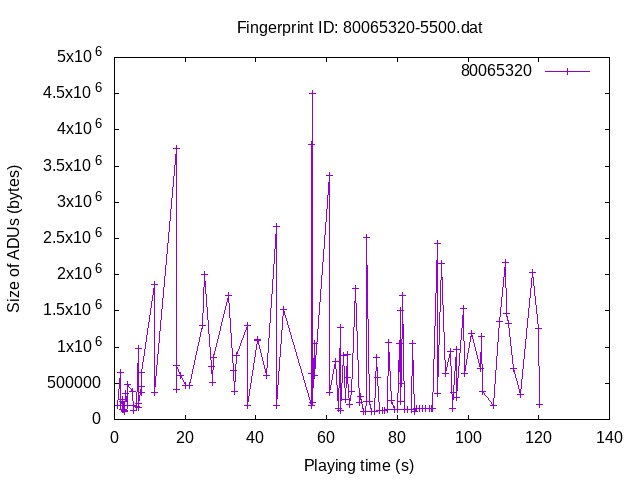 Fingerprint ID: 80065320-5500.dat
5x10^6
4.5x10^6
4x10^6
3.5x10^6
3x10^6
2.5x10^6
2x10^6
1.5x10^6
1x10^6
500000
0
80065320
Size of ADUs (bytes)
0 20 40 60 80 100 120 140
Playing time (s)